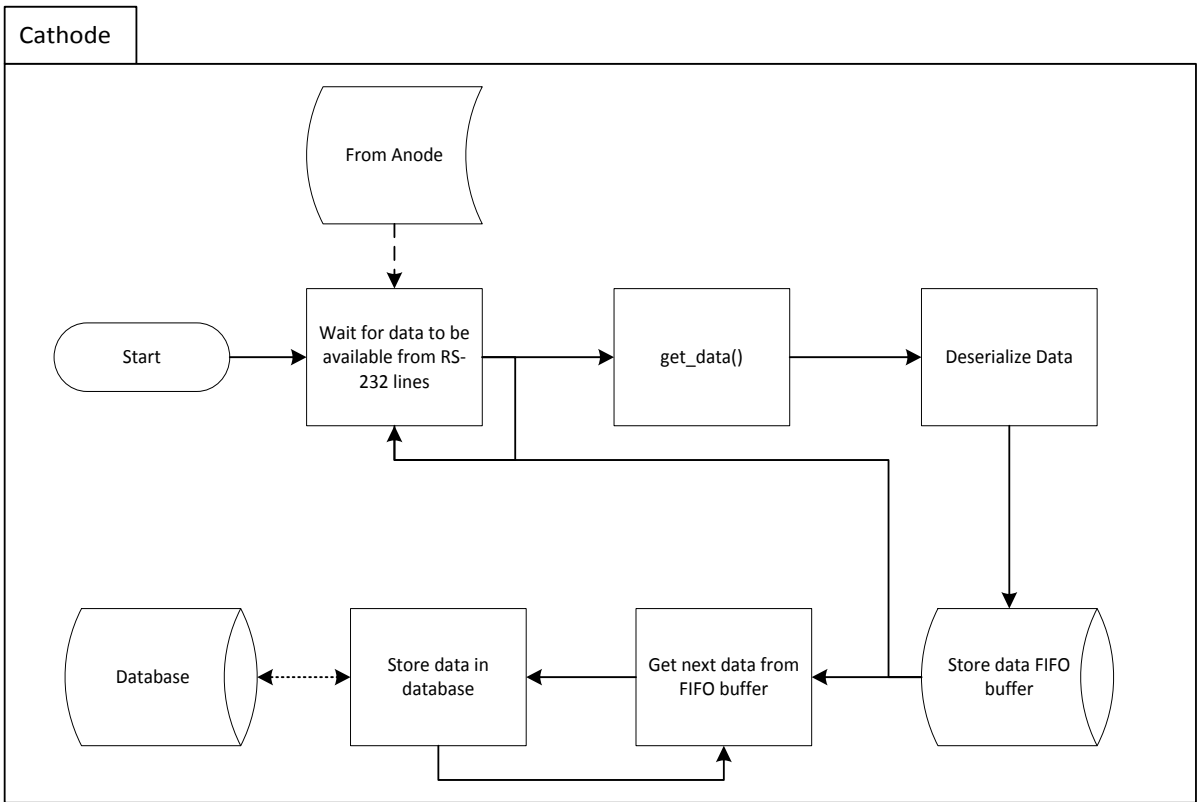 Cathode
From Anode
Start
Wait for data to be
available from RS-
232 lines
get_data()
Deserialize Data
Database
Store data in
database
Get next data from
FIFO buffer
Store data FIFO
buffer